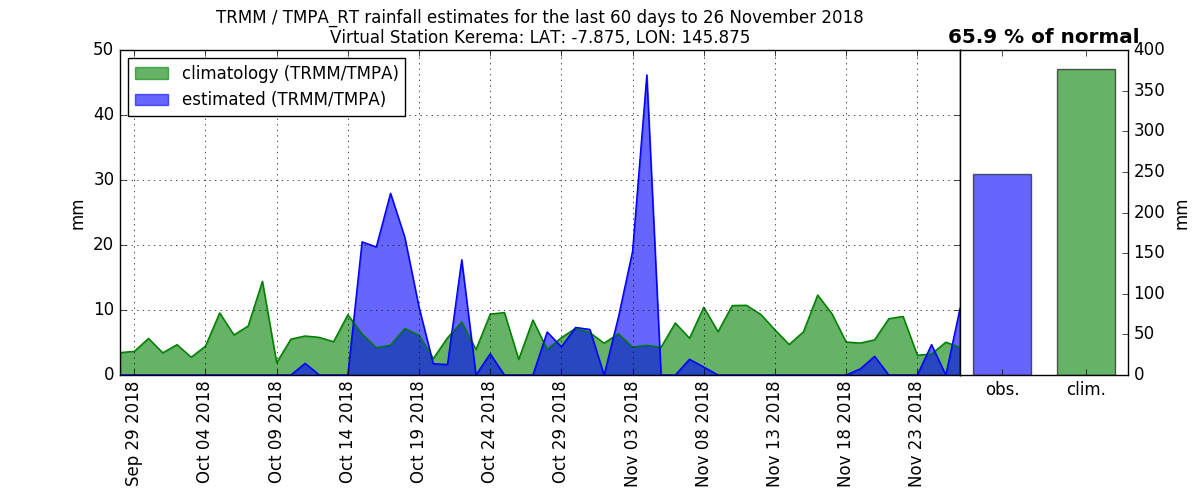 TRMM / TMPA_RT rainfall estimates for the last 60 days to 26 November 2018
Virtual Station Kerema: LAT: -7.875, LON: 145.875
65.9 % of normal
climatology (TRMM/TMPA)
estimated (TRMM/TMPA)
mm
50
40
30
20
10
0
Sep 29 2018
Oct 04 2018
Oct 09 2018
Oct 14 2018
Oct 19 2018
Oct 24 2018
Oct 29 2018
Nov 03 2018
Nov 08 2018
Nov 13 2018
Nov 18 2018
Nov 23 2018
obs.
clim.
400
350
300
250
200
150
100
50
0
mm